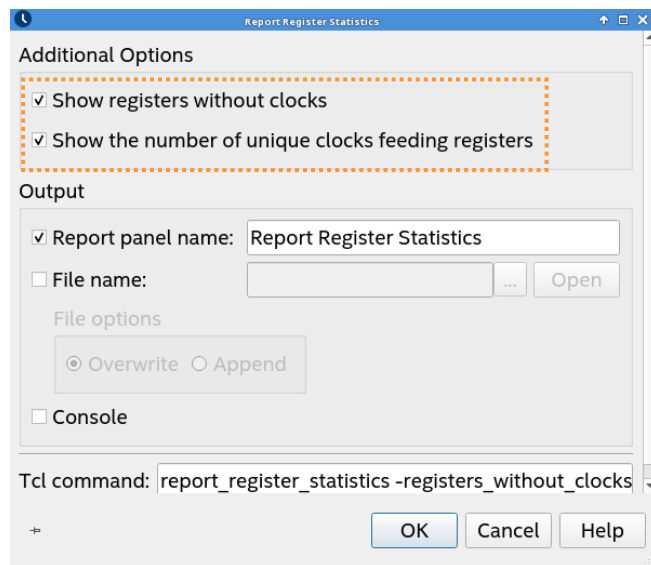 Report Register Statistics
Additional Options
Show registers without clocks
Show the number of unique clocks feeding registers
Output
Report panel name: Report Register Statistics
File name: ... Open
File options
Overwrite Append
Console
Tcl command: report_register_statistics -registers_without_clocks
OK Cancel Help